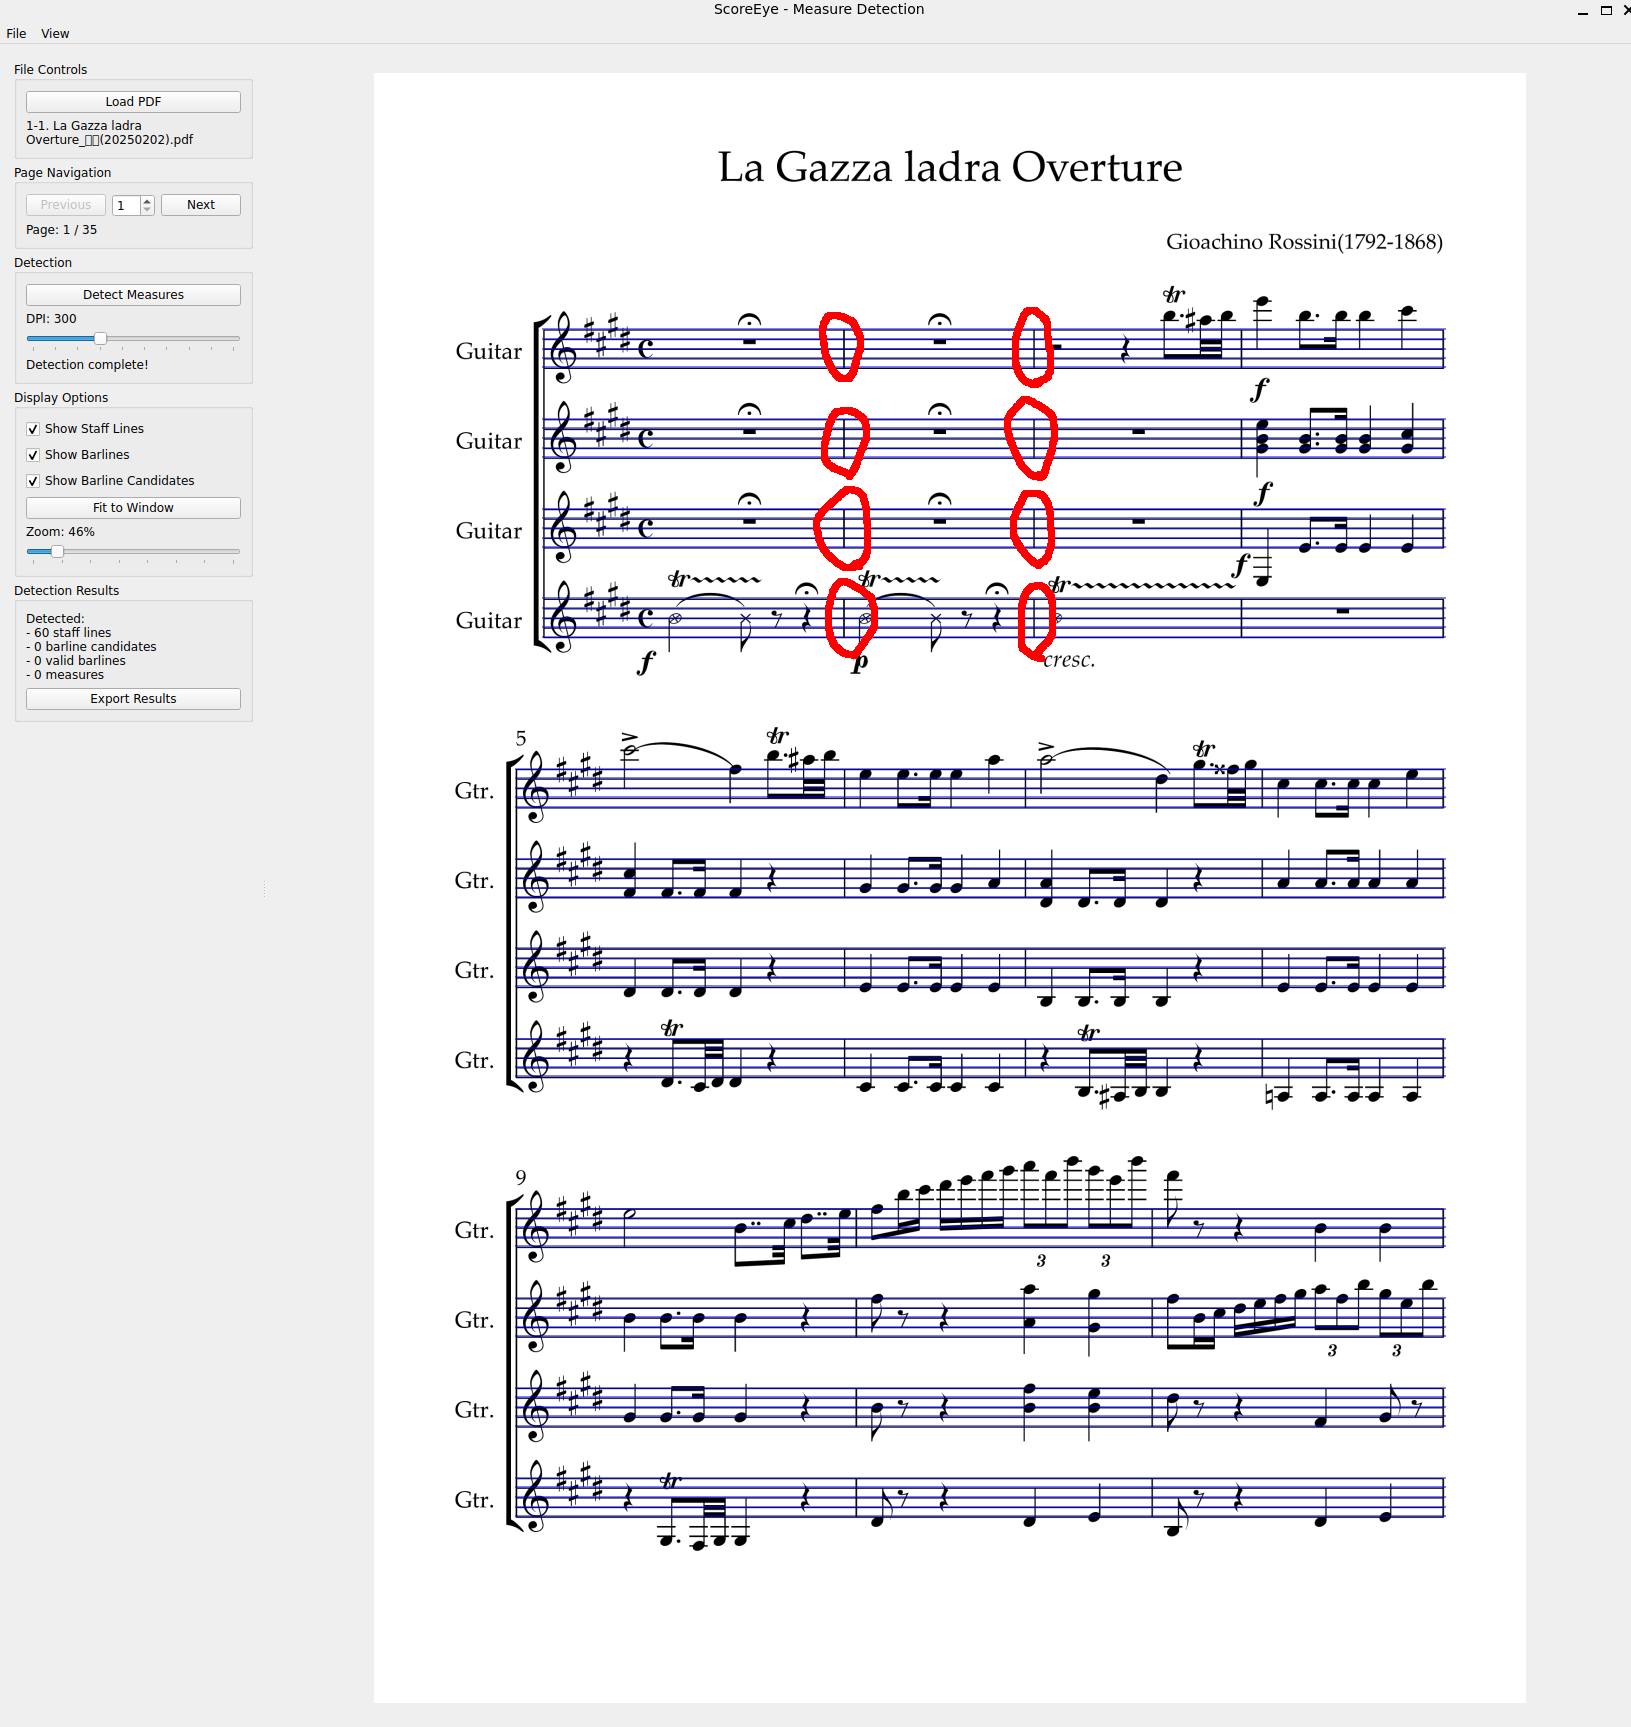 ScoreEye - Measure Detection
File View
File Controls
Load PDF
1-1. La Gazza ladra
Overture_▯▯(20250202).pdf
Page Navigation
Previous 1 Next
Page: 1 / 35
Detection
Detect Measures
DPI: 300
Detection complete!
Display Options
Show Staff Lines
Show Barlines
Show Barline Candidates
Fit to Window
Zoom: 46%
Detection Results
Detected:
- 60 staff lines
- 0 barline candidates
- 0 valid barlines
- 0 measures
Export Results
La Gazza ladra Overture
Gioachino Rossini(1792-1868)
tr
Guitar
f
Guitar
f
Guitar
f
tr tr tr
Guitar
f p cresc.
5
tr tr
Gtr.
Gtr.
Gtr.
tr tr
Gtr.
9
Gtr.
3 3
Gtr.
3 3
Gtr.
tr
Gtr.